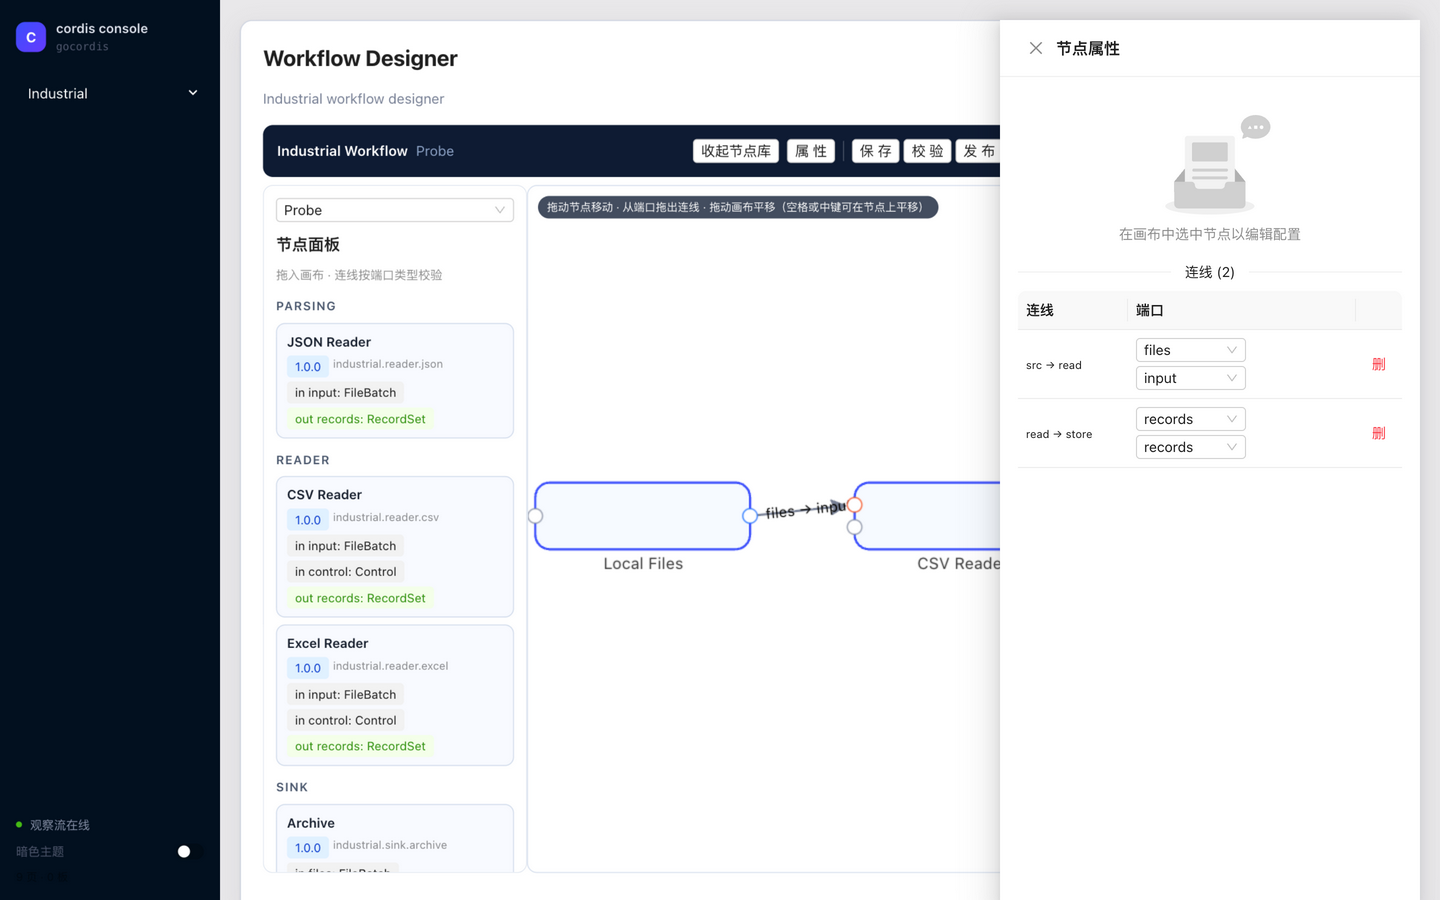 C
cordis console
gocordis
Industrial
观察流在线
暗色主题
Workflow Designer
Industrial workflow designer
Industrial Workflow Probe
收起节点库
属 性
保 存
校 验
发 布
Probe
节点面板
拖入画布 · 连线按端口类型校验
PARSING
JSON Reader
1.0.0 industrial.reader.json
in input: FileBatch
out records: RecordSet
READER
CSV Reader
1.0.0 industrial.reader.csv
in input: FileBatch
in control: Control
out records: RecordSet
Excel Reader
1.0.0 industrial.reader.excel
in input: FileBatch
in control: Control
out records: RecordSet
SINK
Archive
1.0.0 industrial.sink.archive
in files: FileBatch
拖动节点移动 · 从端口拖出连线 · 拖动画布平移（空格或中键可在节点上平移）
files → inpu
Local Files
CSV Reade
节点属性
在画布中选中节点以编辑配置
连线 (2)
连线 端口
src → read
files
input
删
read → store
records
records
删